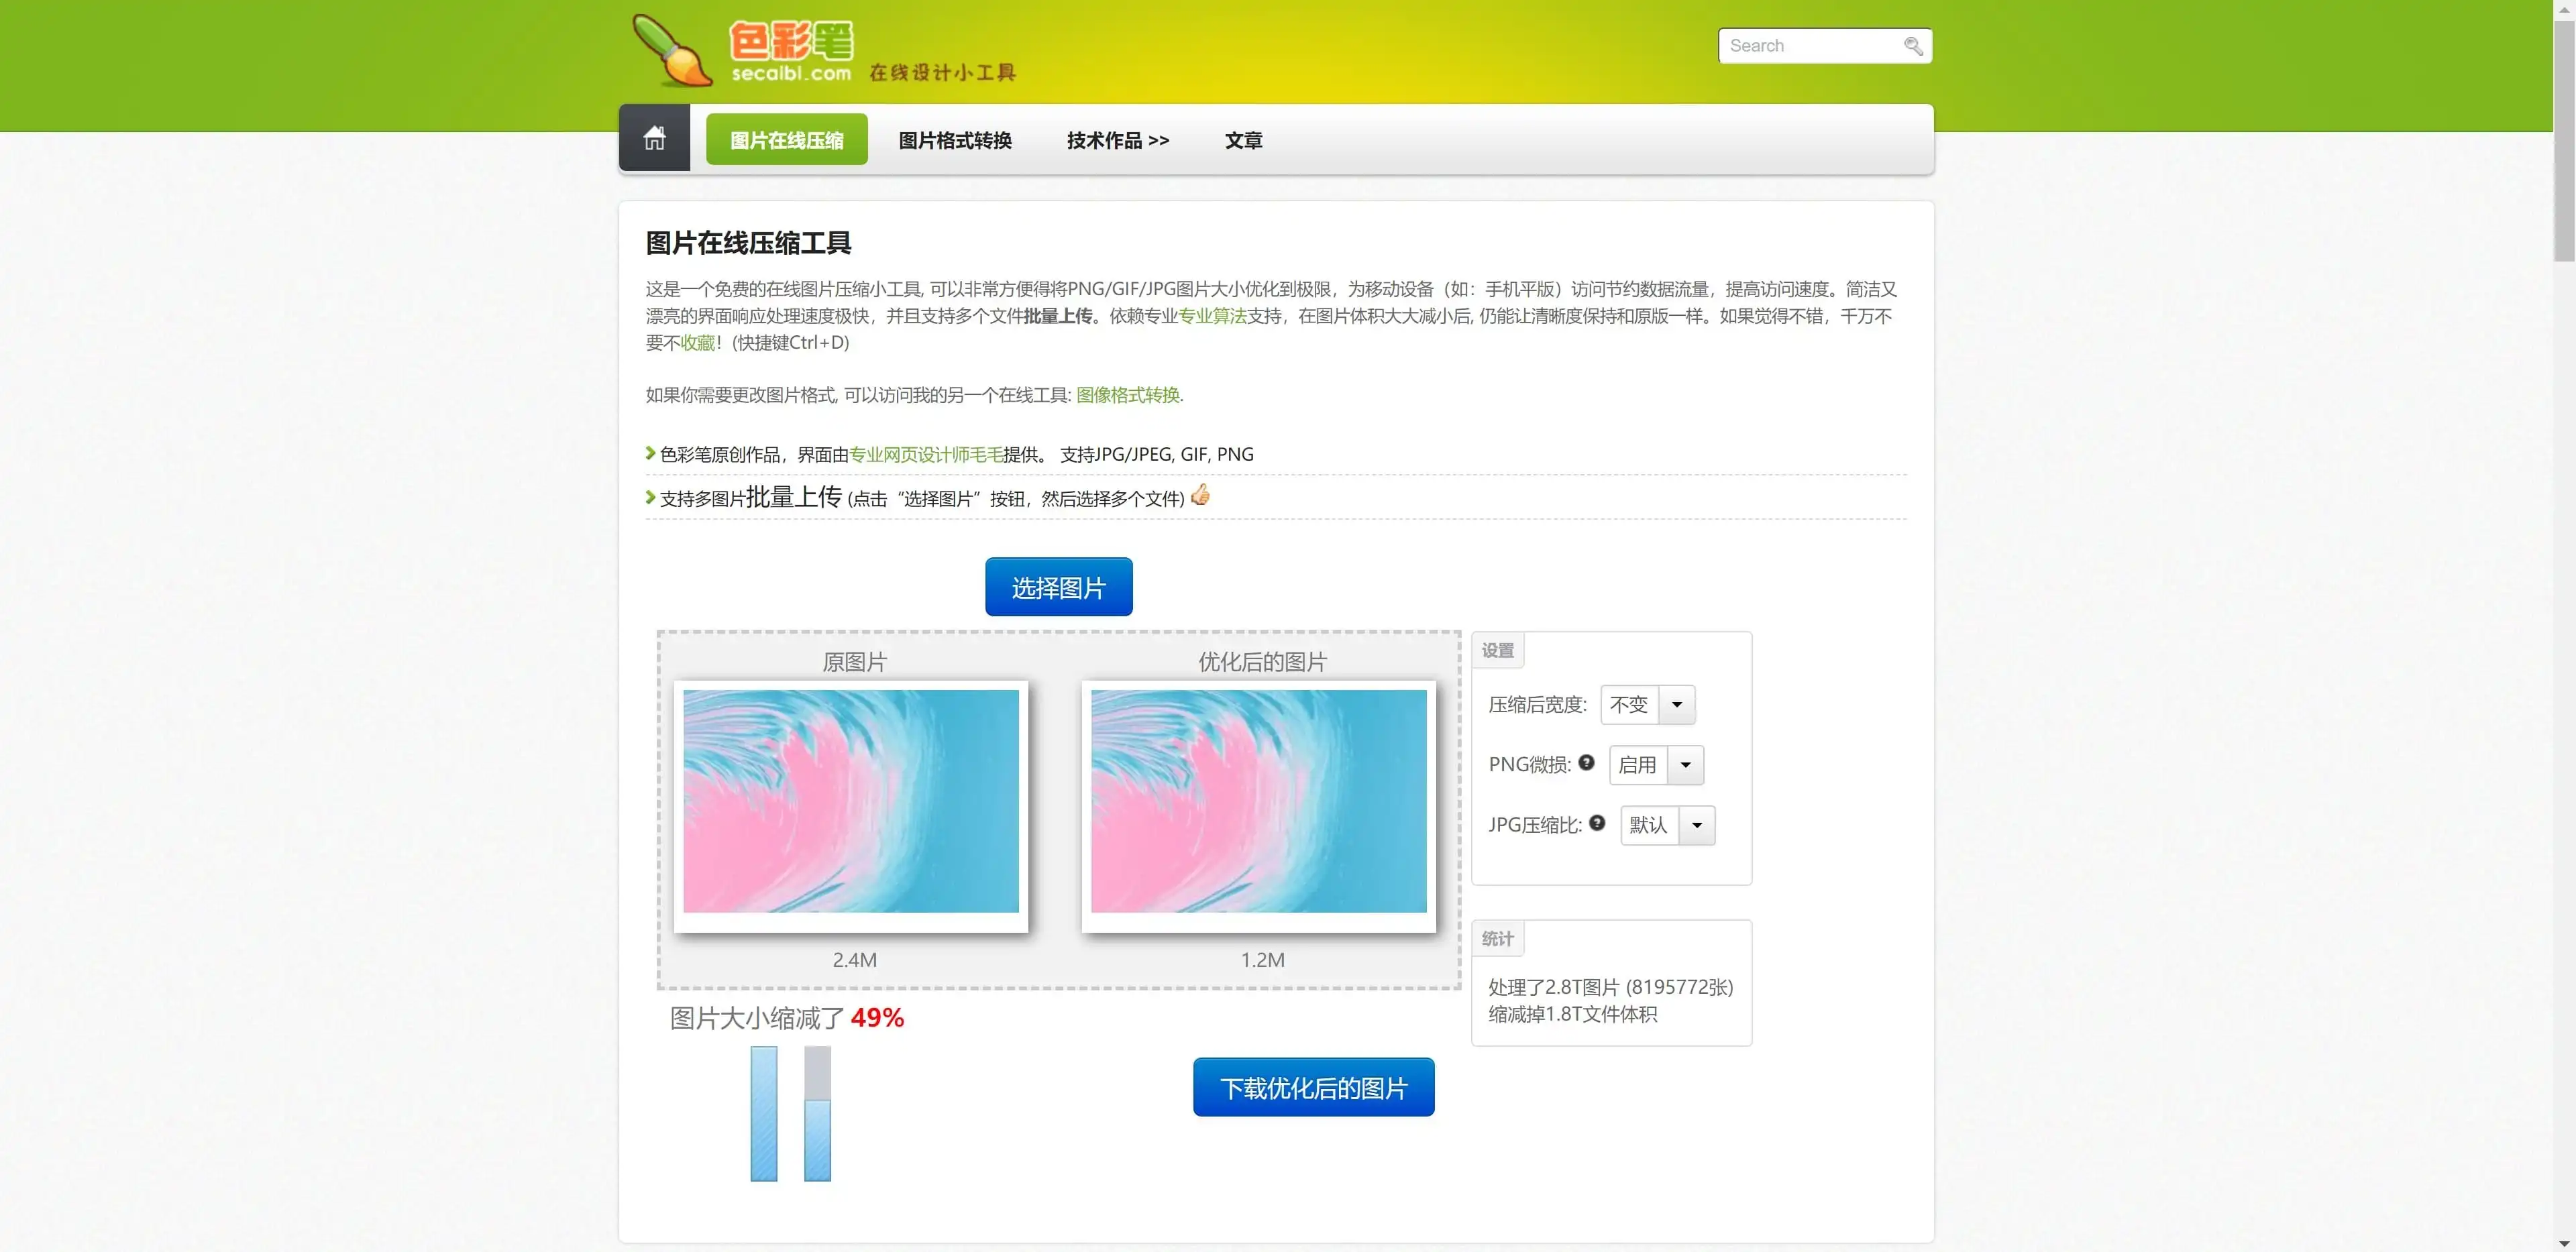 色彩笔
secaibi.com
在线设计小工具
Search
图片在线压缩
图片格式转换
技术作品 >>
文章
图片在线压缩工具
这是一个免费的在线图片压缩小工具, 可以非常方便得将PNG/GIF/JPG图片大小优化到极限，为移动设备（如：手机平版）访问节约数据流量，提高访问速度。简洁又
漂亮的界面响应处理速度极快，并且支持多个文件批量上传。依赖专业专业算法支持，在图片体积大大减小后, 仍能让清晰度保持和原版一样。如果觉得不错，千万不
要不收藏！(快捷键Ctrl+D)
如果你需要更改图片格式, 可以访问我的另一个在线工具: 图像格式转换.
色彩笔原创作品，界面由专业网页设计师毛毛提供。 支持JPG/JPEG, GIF, PNG
支持多图片批量上传 (点击“选择图片”按钮，然后选择多个文件)
选择图片
原图片
优化后的图片
2.4M
1.2M
图片大小缩减了 49%
下载优化后的图片
设置
压缩后宽度: 不变
PNG微损: 启用
JPG压缩比: 默认
统计
处理了2.8T图片 (8195772张)
缩减掉1.8T文件体积